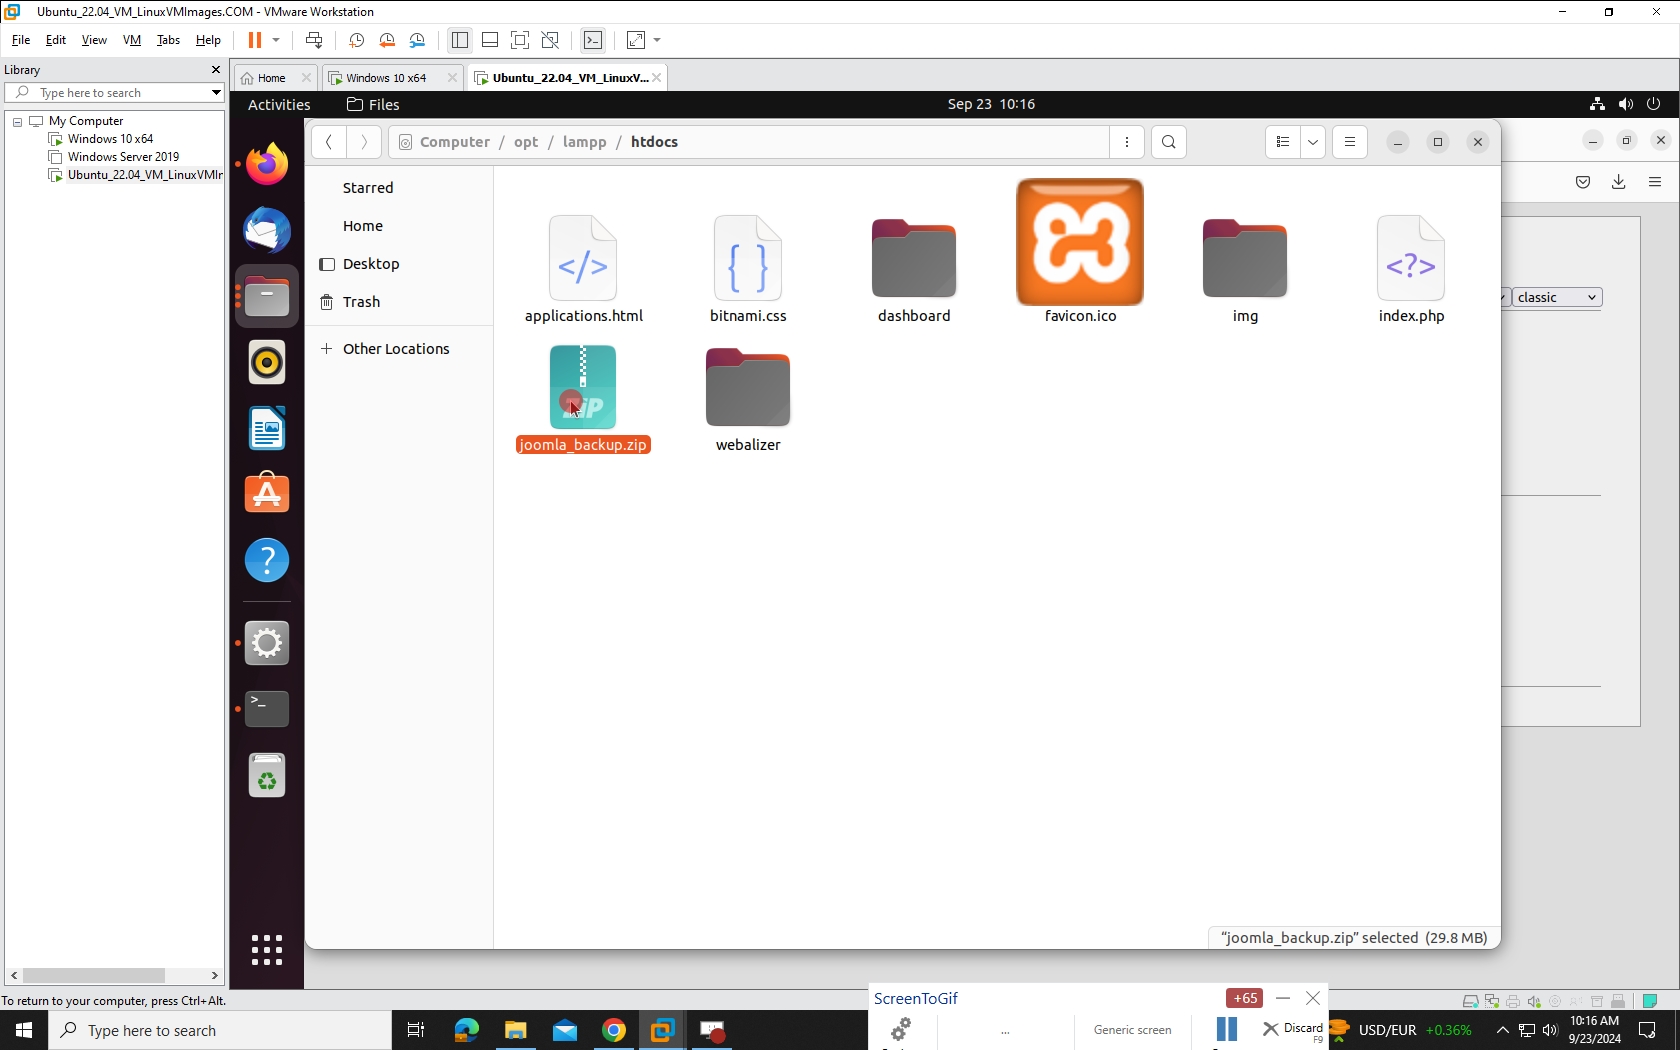 Ubuntu_22.04_VM_LinuxVMImages.COM - VMware Workstation
File Edit View VM Tabs Help
Library
Type here to search
My Computer
Windows 10 x64
Windows Server 2019
Ubuntu_22.04_VM_LinuxVMIr
Home
Windows 10 x64
Ubuntu_22.04_VM_LinuxV...
Activities
Files
Sep 23 10:16
Computer / opt / lampp / htdocs
Starred
Home
Desktop
Trash
Other Locations
</>
{ }
<?>
applications.html
bitnami.css
dashboard
favicon.ico
img
index.php
ZiP
joomla_backup.zip
webalizer
classic
"joomla_backup.zip" selected (29.8 MB)
To return to your computer, press Ctrl+Alt.
ScreenToGif
+65
...
Generic screen
Discard
F9
Type here to search
USD/EUR +0.36%
10:16 AM
9/23/2024